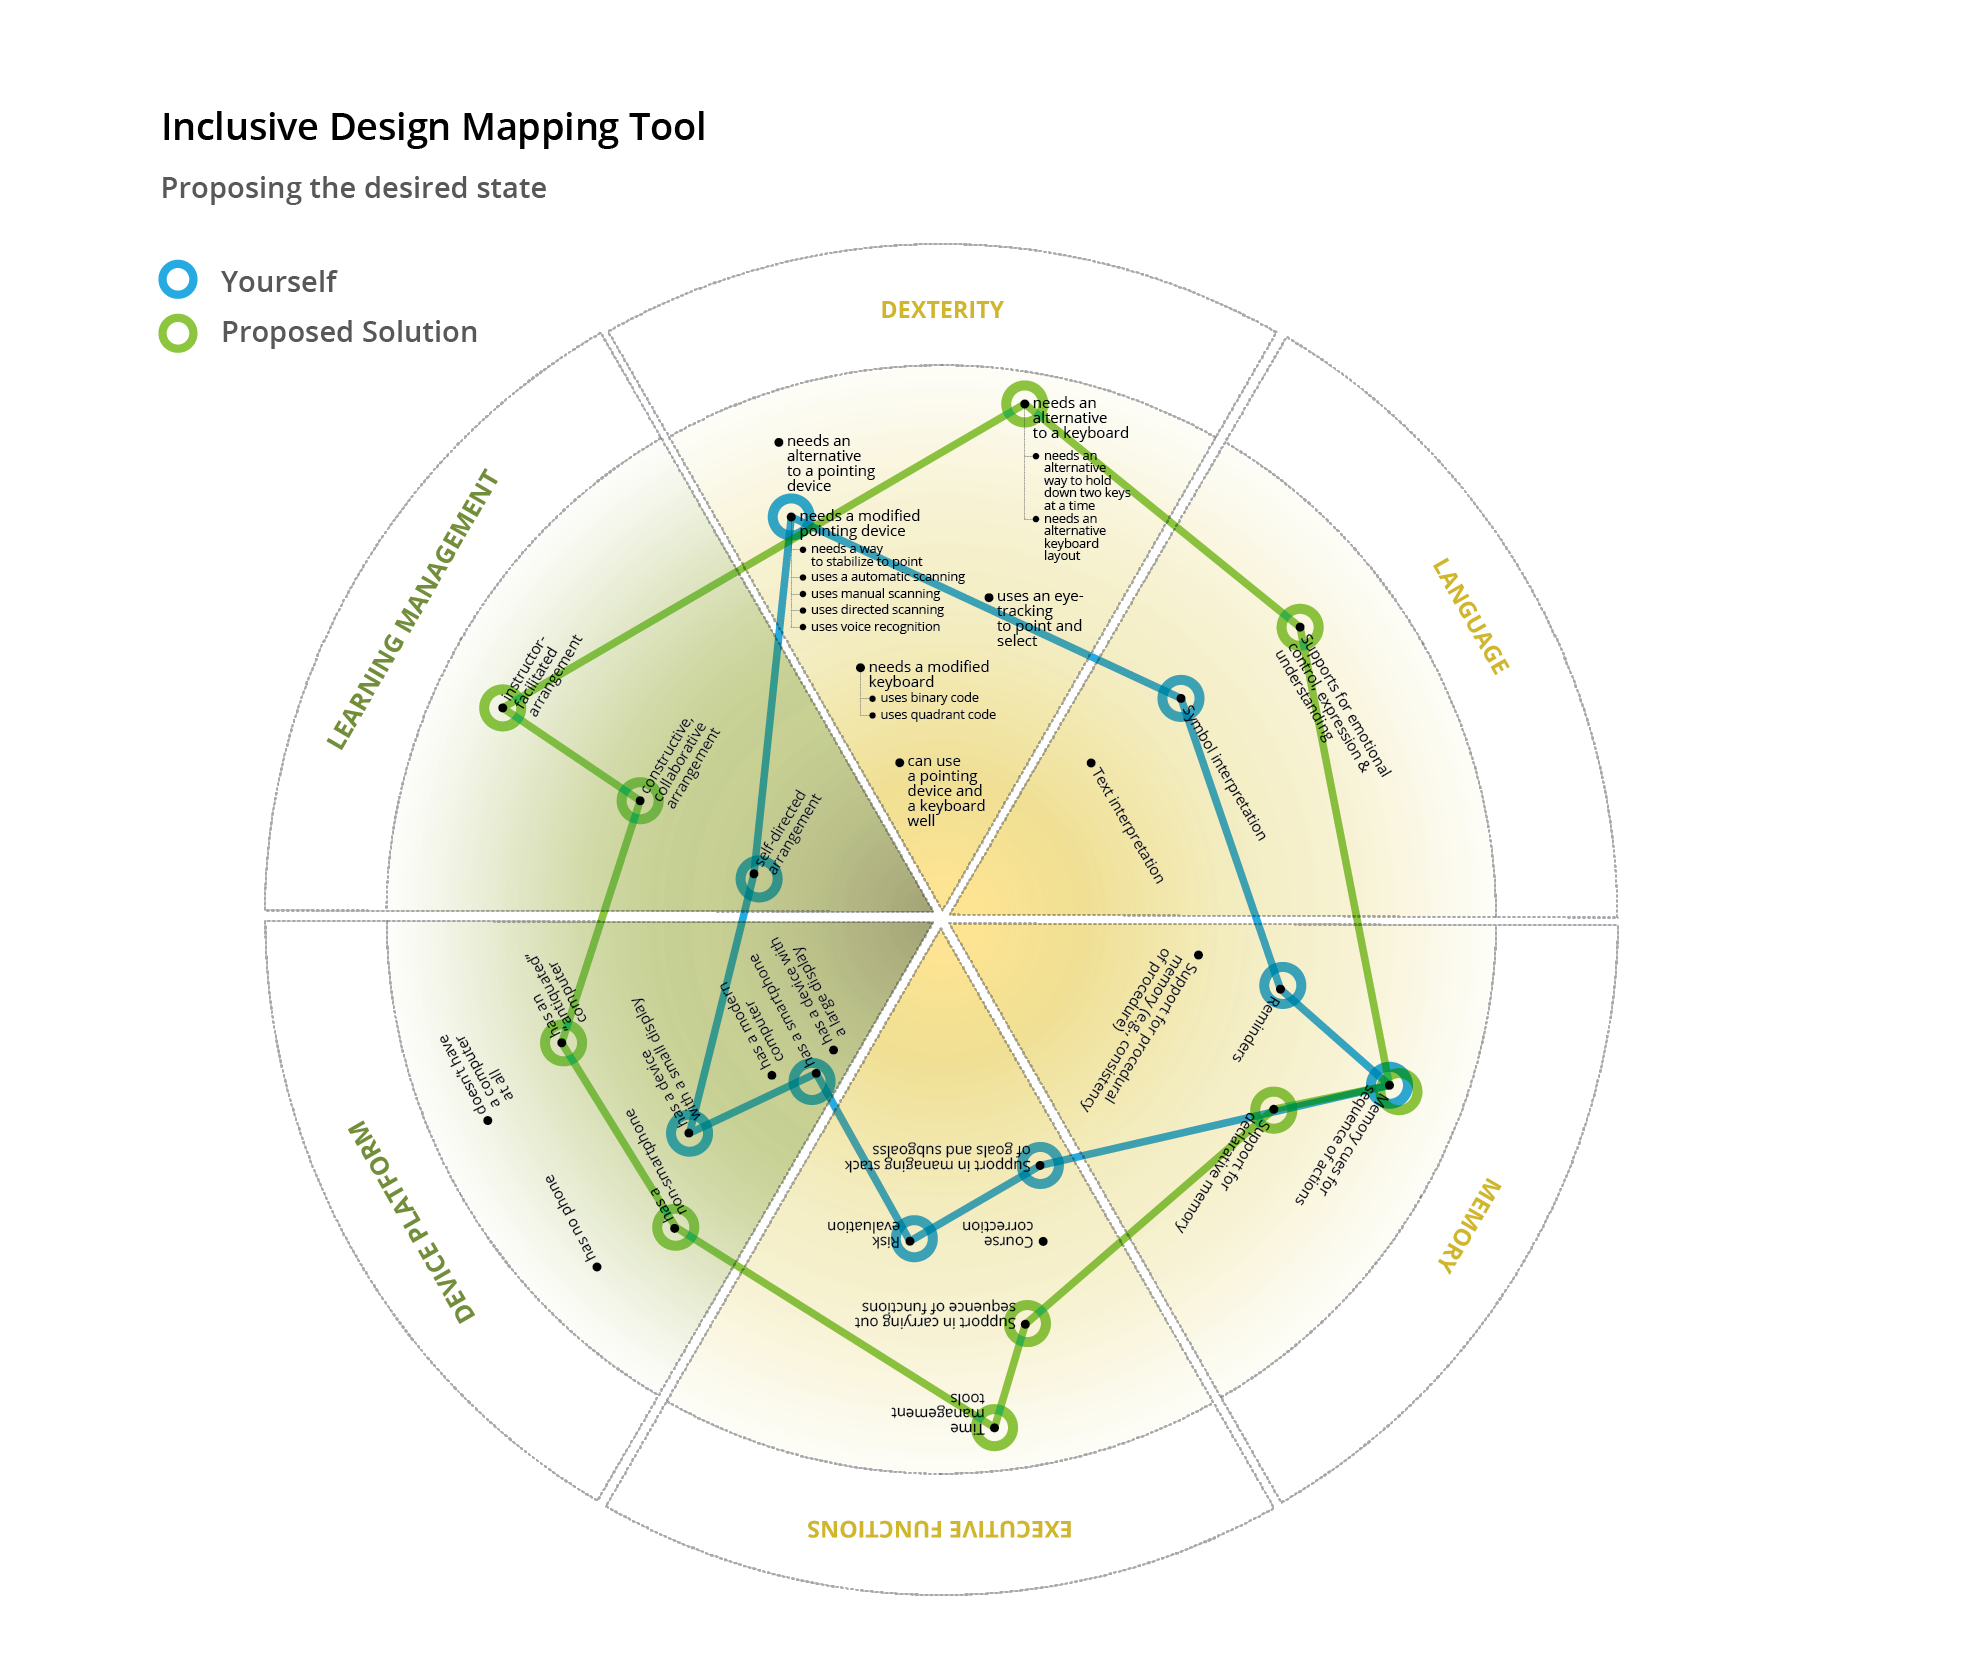 Inclusive Design Mapping Tool
Proposing the desired state
Yourself
Proposed Solution
DEXTERITY
needs an
alternative
to a keyboard
needs an
alternative
way to hold
down two keys
at a time
needs an
alternative
keyboard
layout
needs an
alternative
to a pointing
device
needs a modified
pointing device
needs a way
to stabilize to point
uses a automatic scanning
uses manual scanning
uses directed scanning
uses voice recognition
uses an eye-
tracking
to point and
select
needs a modified
keyboard
uses binary code
uses quadrant code
can use
a pointing
device and
a keyboard
well
LANGUAGE
Supports for emotional
control, expression &
understanding
Symbol interpretation
Text interpretation
MEMORY
Support for procedural
memory (e.g., consistency
of procedure)
Reminders
Memory cues for
sequence of actions
Support for
declarative memory
EXECUTIVE FUNCTIONS
Support in managing stack
of goals and subgoalss
Risk
evaluation
Course
correction
Support in carrying out
sequence of functions
Time
management
tools
DEVICE PLATFORM
has a device with
a large display
has a smartphone
has a modern
computer
has a device
with a small display
has an
"antiquated"
computer
has a
non-smartphone
doesn't have
a computer
at all
has no phone
LEARNING MANAGEMENT
instructor-
facilitated
arrangement
constructive,
collaborative
arrangement
self-directed
arrangement